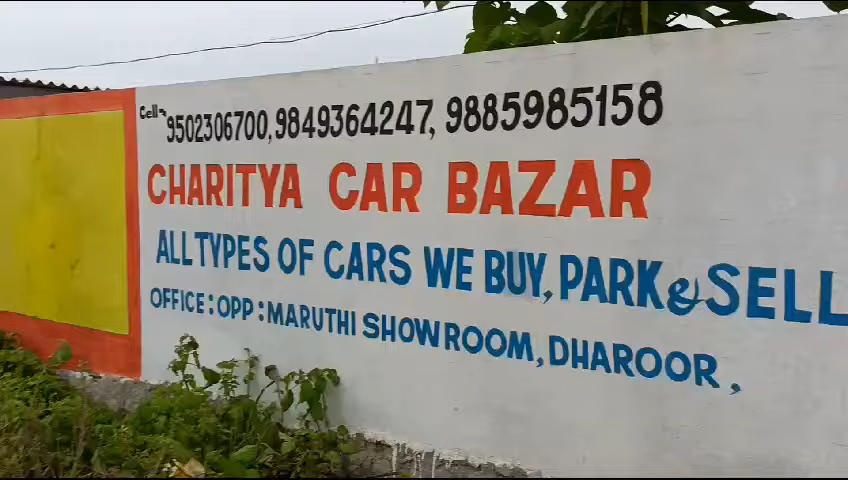 Cell:- 9502306700, 9849364247, 9885985158
CHARITYA CAR BAZAR
ALL TYPES OF CARS WE BUY, PARK & SELL
OFFICE: OPP: MARUTHI SHOWROOM, DHAROOR,